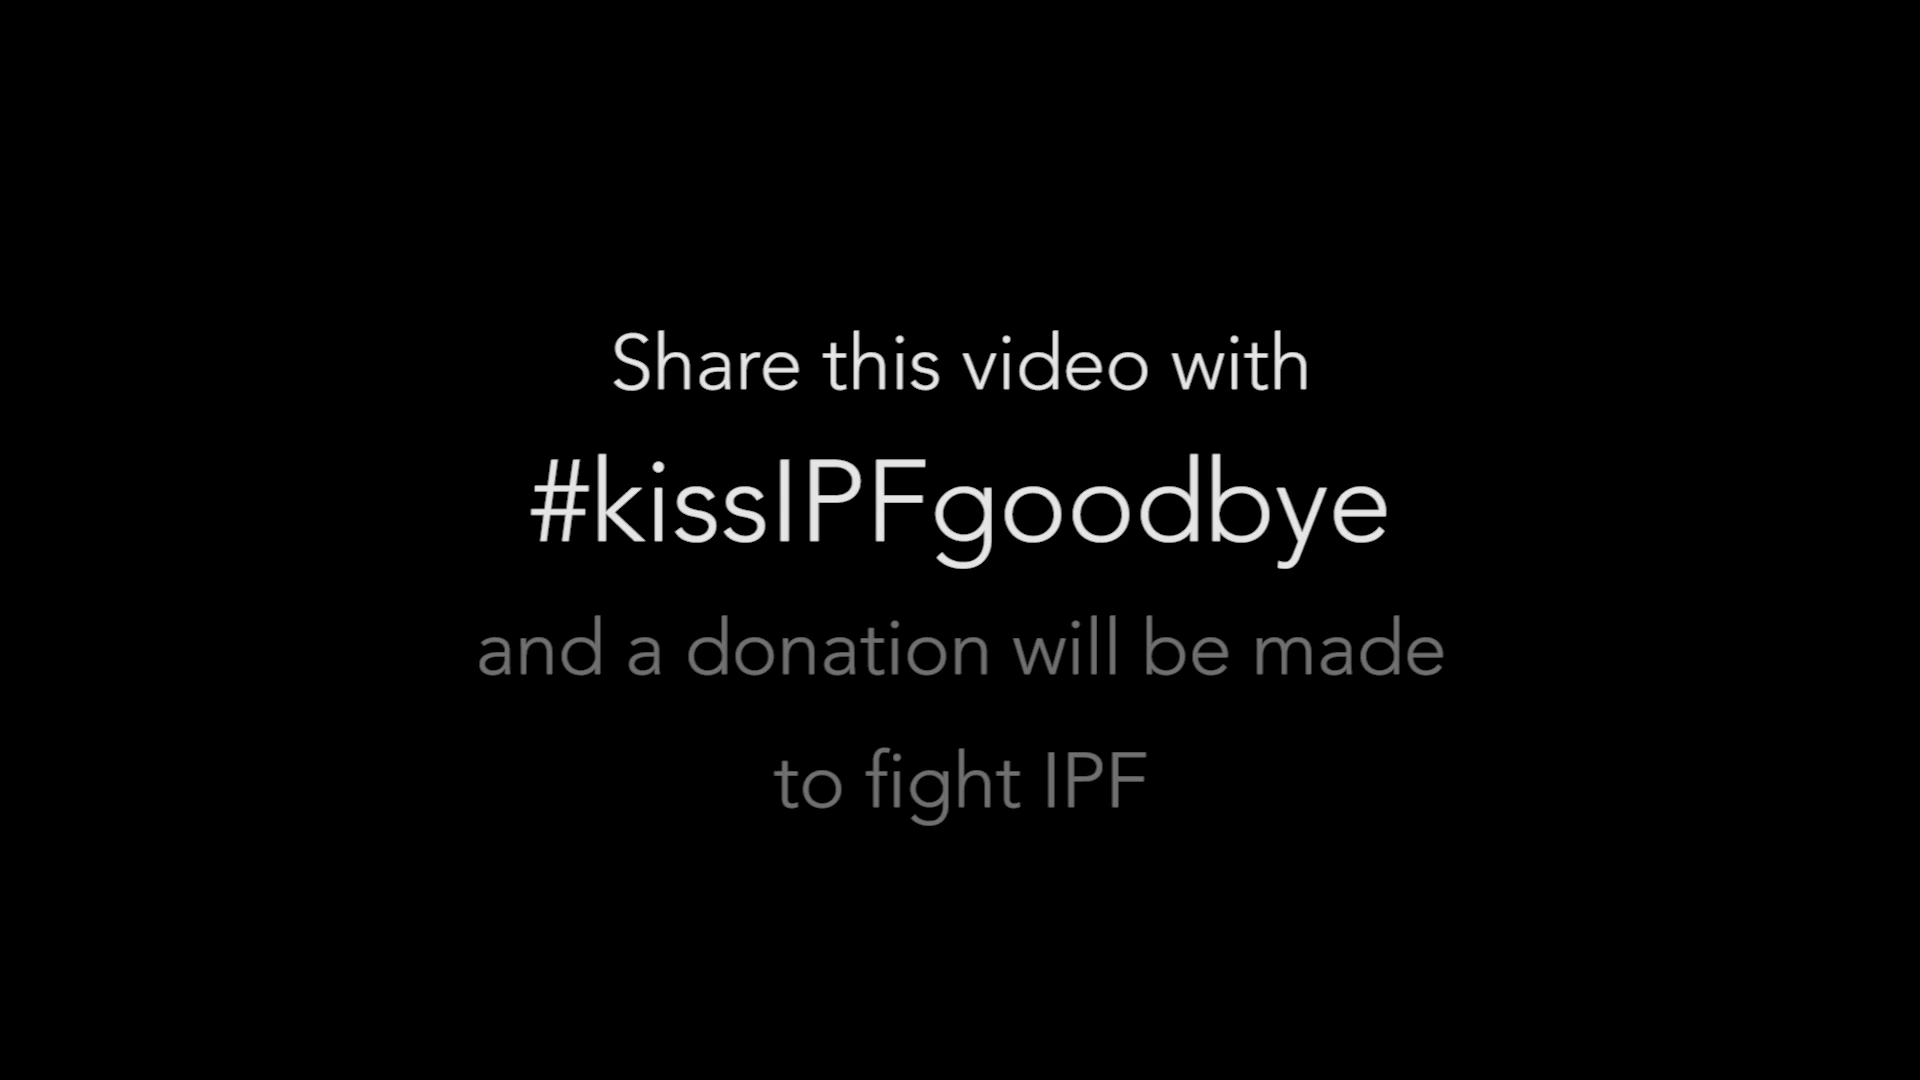 Share this video with
#kissIPFgoodbye
and a donation will be made
to fight IPF